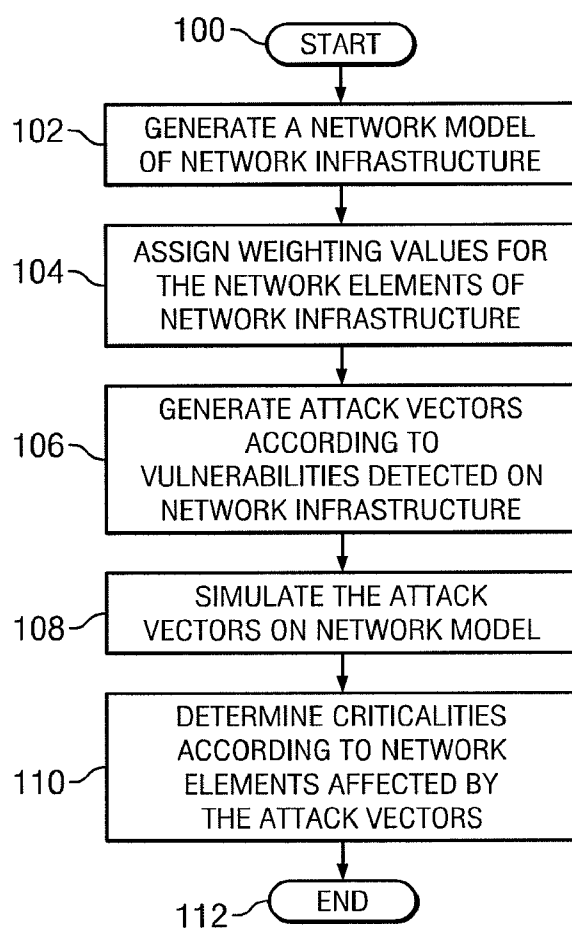 100
START
102
GENERATE A NETWORK MODEL
OF NETWORK INFRASTRUCTURE
104
ASSIGN WEIGHTING VALUES FOR
THE NETWORK ELEMENTS OF
NETWORK INFRASTRUCTURE
106
GENERATE ATTACK VECTORS
ACCORDING TO
VULNERABILITIES DETECTED ON
NETWORK INFRASTRUCTURE
108
SIMULATE THE ATTACK
VECTORS ON NETWORK MODEL
110
DETERMINE CRITICALITIES
ACCORDING TO NETWORK
ELEMENTS AFFECTED BY
THE ATTACK VECTORS
112
END